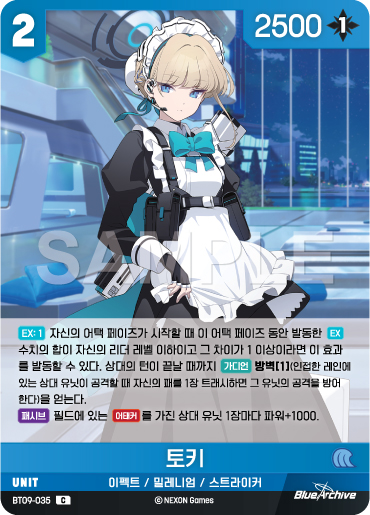 2
2500 1
SAMPLE
EX: 1 자신의 어택 페이즈가 시작할 때 이 어택 페이즈 동안 발동한 EX
수치의 합이 자신의 리더 레벨 이하이고 그 차이가 1 이상이라면 이 효과
를 발동할 수 있다. 상대의 턴이 끝날 때까지 가디언 방벽[1](인접한 레인에
있는 상대 유닛이 공격할 때 자신의 패를 1장 트래시하면 그 유닛의 공격을 방어
한다)을 얻는다.
패시브 필드에 있는 어태커 를 가진 상대 유닛 1장마다 파워+1000.
토키
UNIT
이펙트 / 밀레니엄 / 스트라이커
BT09-035 C
© NEXON Games
BlueArchive